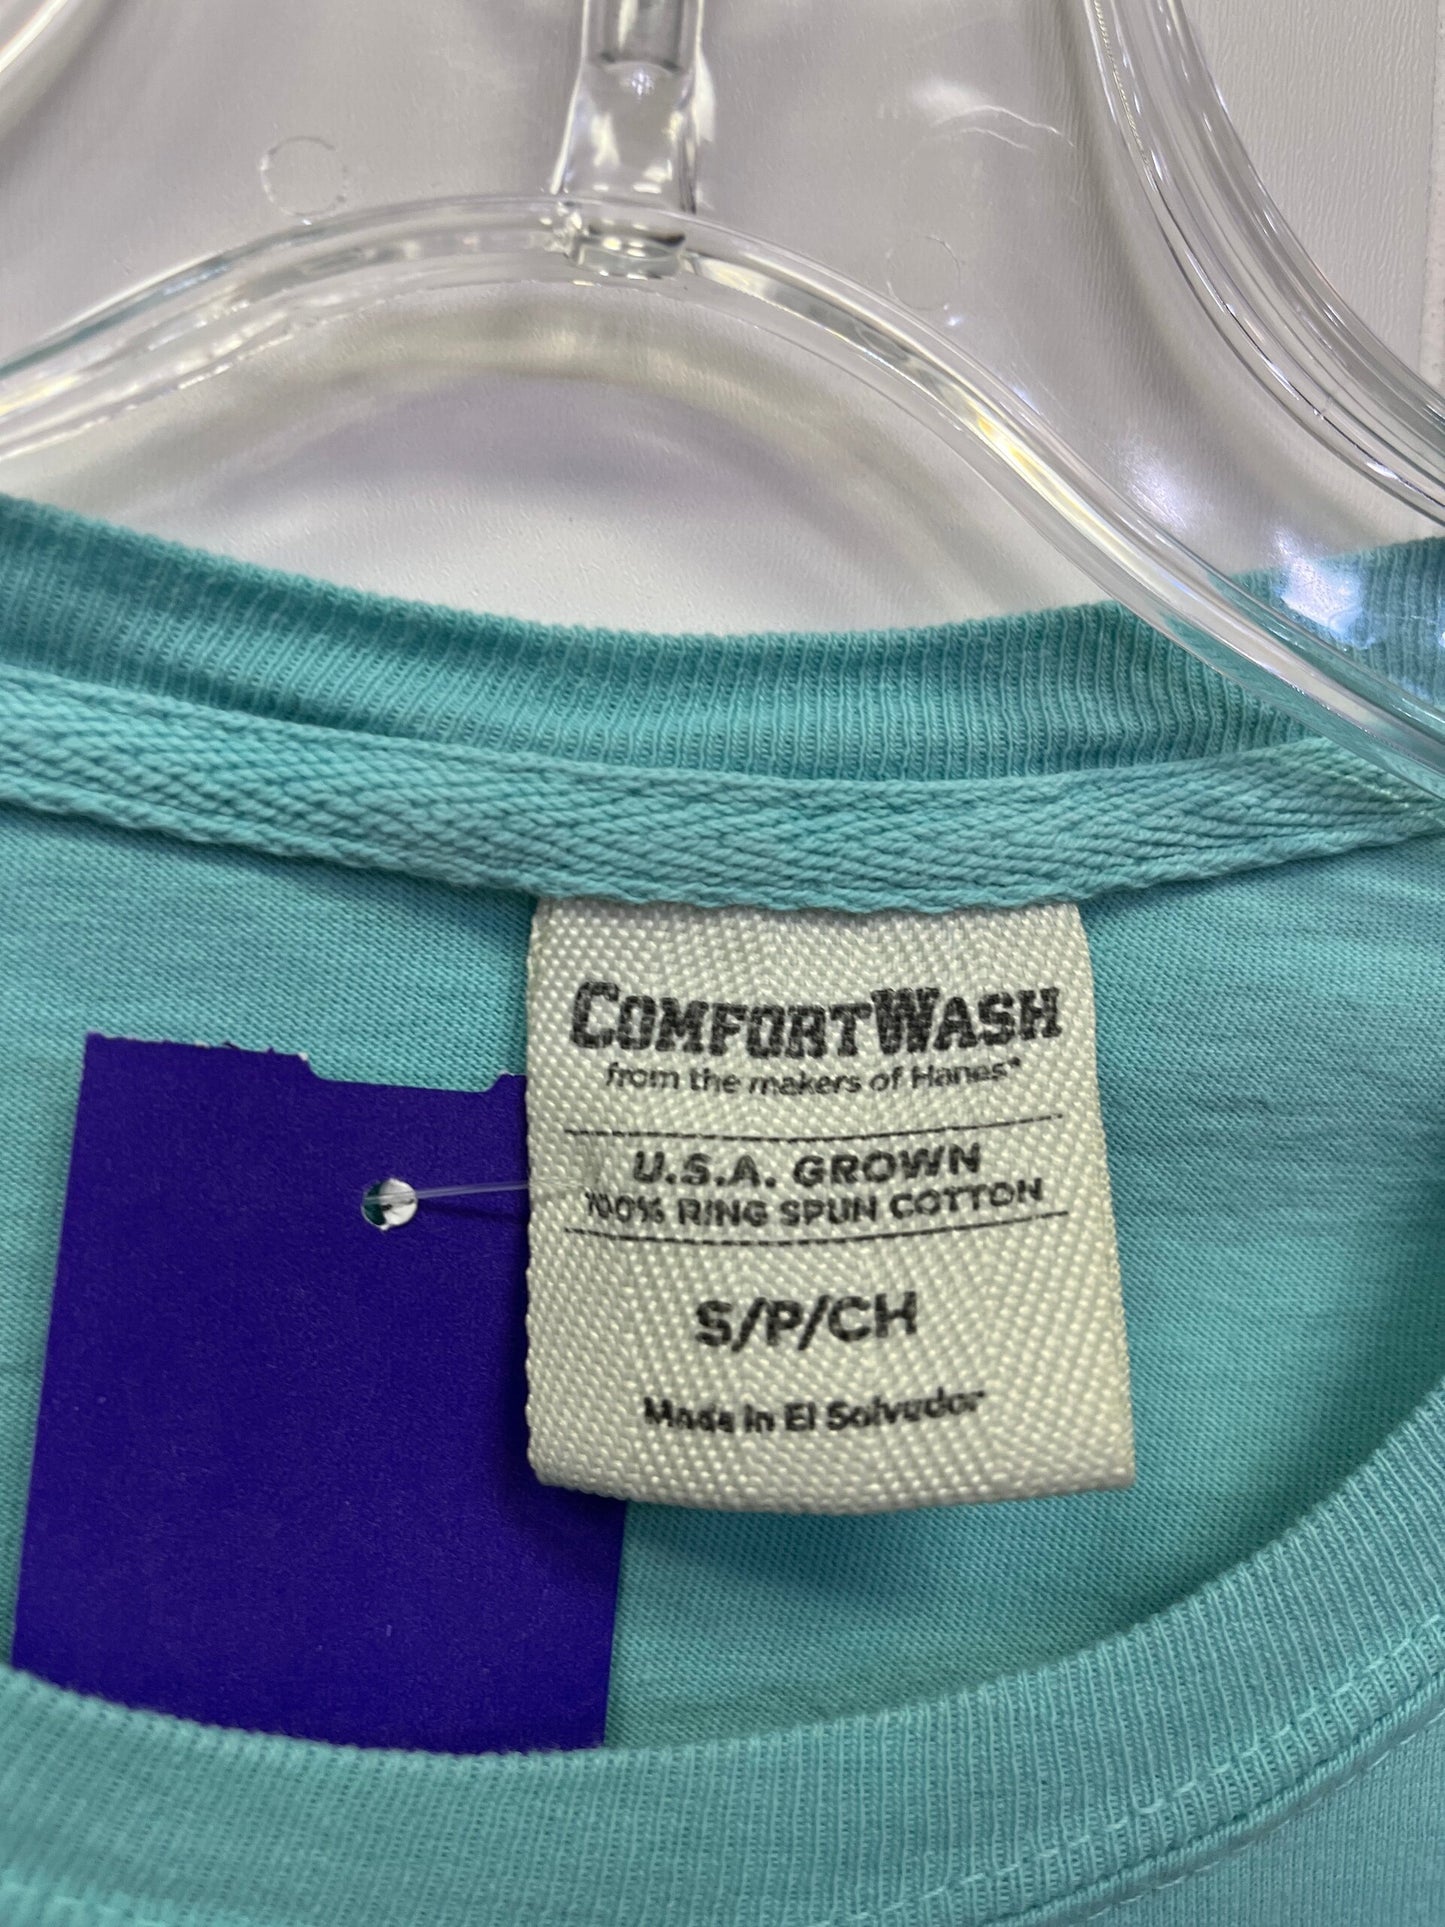 COMFORTWASH
from the makers of Hanes®
U.S.A. GROWN
100% RING SPUN COTTON
S/P/CH
Made in El Salvador